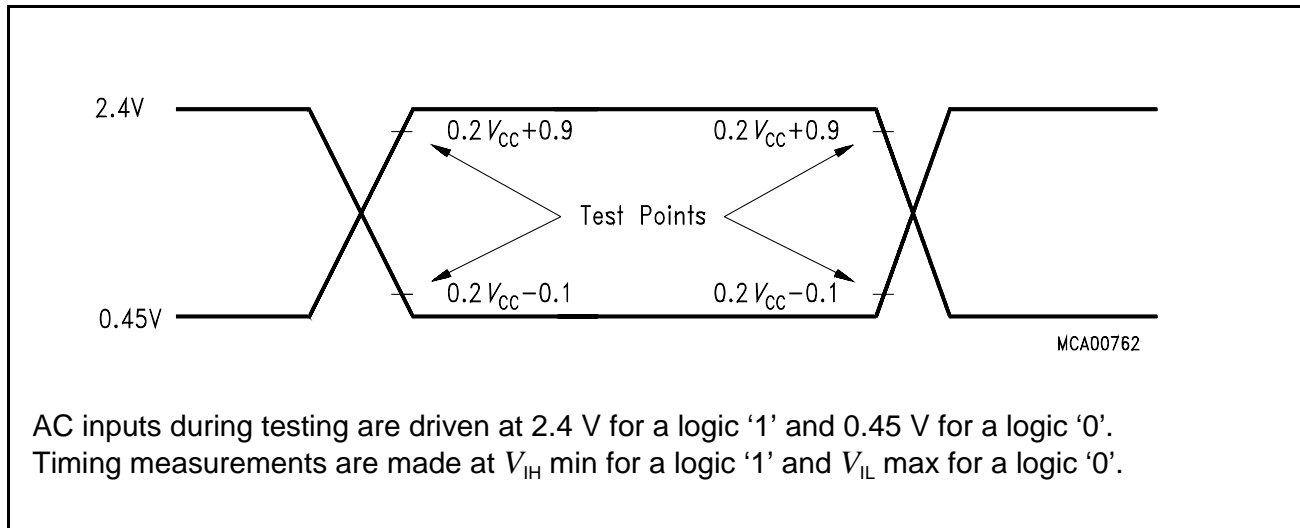 2.4V
0.2 VCC+0.9 0.2 VCC+0.9
Test Points
0.2 VCC−0.1 0.2 VCC−0.1
0.45V
MCA00762
AC inputs during testing are driven at 2.4 V for a logic ‘1’ and 0.45 V for a logic ‘0’.
Timing measurements are made at VIH min for a logic ‘1’ and VIL max for a logic ‘0’.